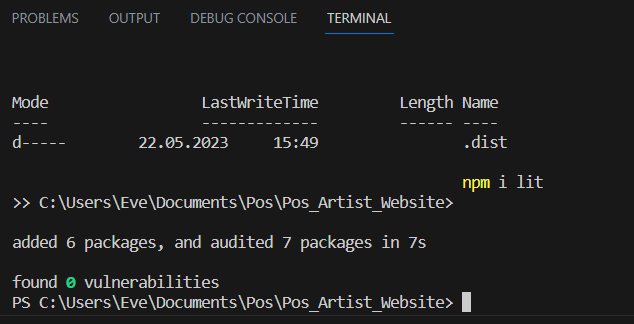 PROBLEMS OUTPUT DEBUG CONSOLE TERMINAL
Mode LastWriteTime Length Name
---- ------------- ------ ----
d----- 22.05.2023 15:49 .dist
npm i lit
>> C:\Users\Eve\Documents\Pos\Pos_Artist_Website>
added 6 packages, and audited 7 packages in 7s
found 0 vulnerabilities
PS C:\Users\Eve\Documents\Pos\Pos_Artist_Website>